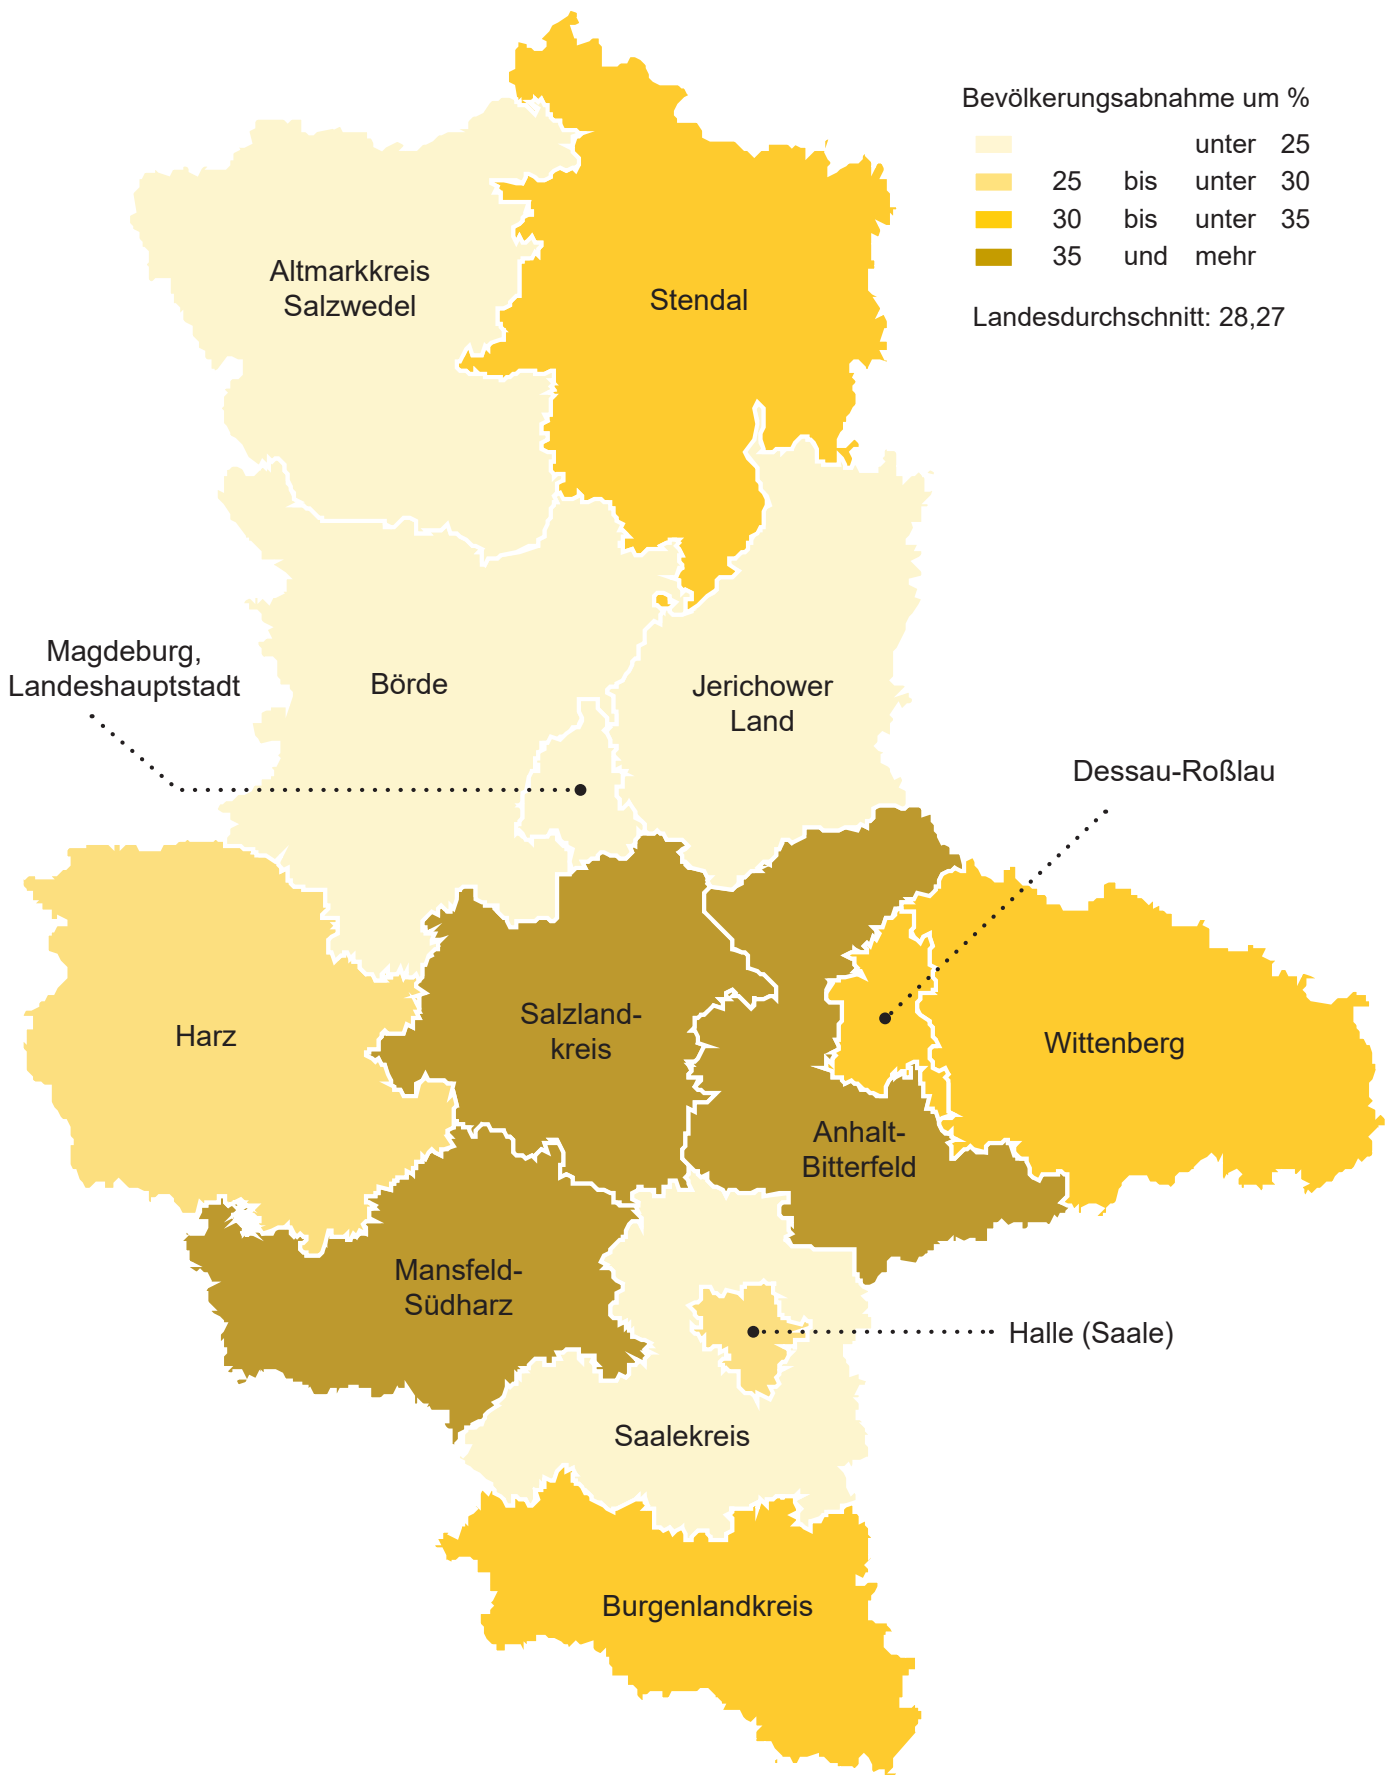 Bevölkerungsabnahme um %
unter 25
25 bis unter 30
30 bis unter 35
35 und mehr
Landesdurchschnitt: 28,27
Altmarkkreis
Salzwedel
Stendal
Magdeburg,
Landeshauptstadt
Börde
Jerichower
Land
Dessau-Roßlau
Harz
Salzland-
kreis
Wittenberg
Anhalt-
Bitterfeld
Mansfeld-
Südharz
Halle (Saale)
Saalekreis
Burgenlandkreis